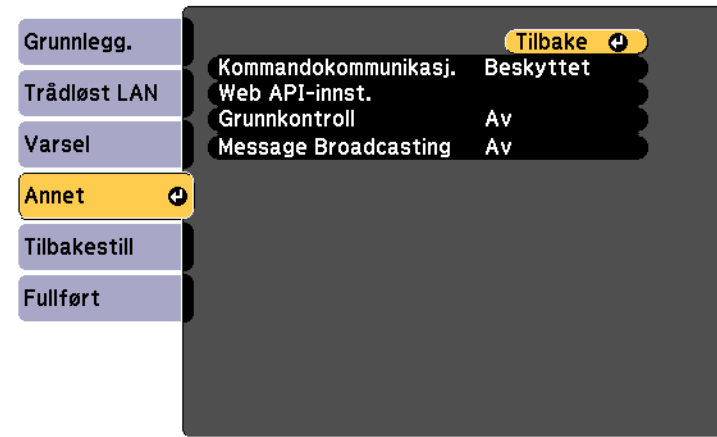 Grunnlegg.
Trådløst LAN
Varsel
Annet
Tilbakestill
Fullført
Tilbake
Kommandokommunikasj. Beskyttet
Web API-innst.
Grunnkontroll Av
Message Broadcasting Av